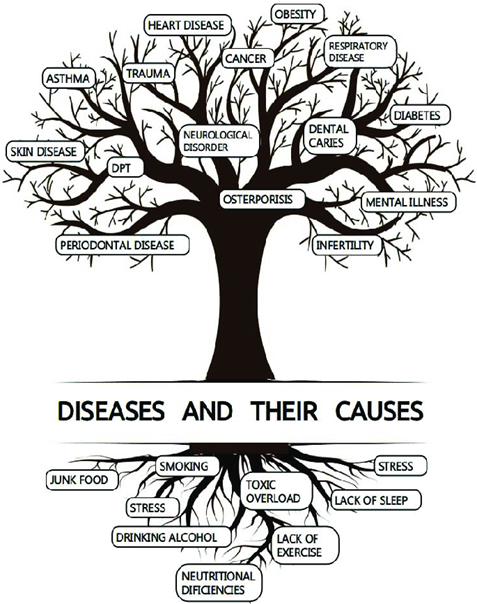 OBESITY
HEART DISEASE
RESPIRATORY
DISEASE
CANCER
TRAUMA
ASTHMA
DIABETES
NEUROLOGICAL
DISORDER
DENTAL
CARIES
SKIN DISEASE
DPT
OSTERPORISIS
MENTAL ILLNESS
PERIODONTAL DISEASE
INFERTILITY
DISEASES AND THEIR CAUSES
SMOKING
STRESS
JUNK FOOD
TOXIC
OVERLOAD
LACK OF SLEEP
STRESS
DRINKING ALCOHOL
LACK OF
EXERCISE
NEUTRITIONAL
DIFICIENCIES